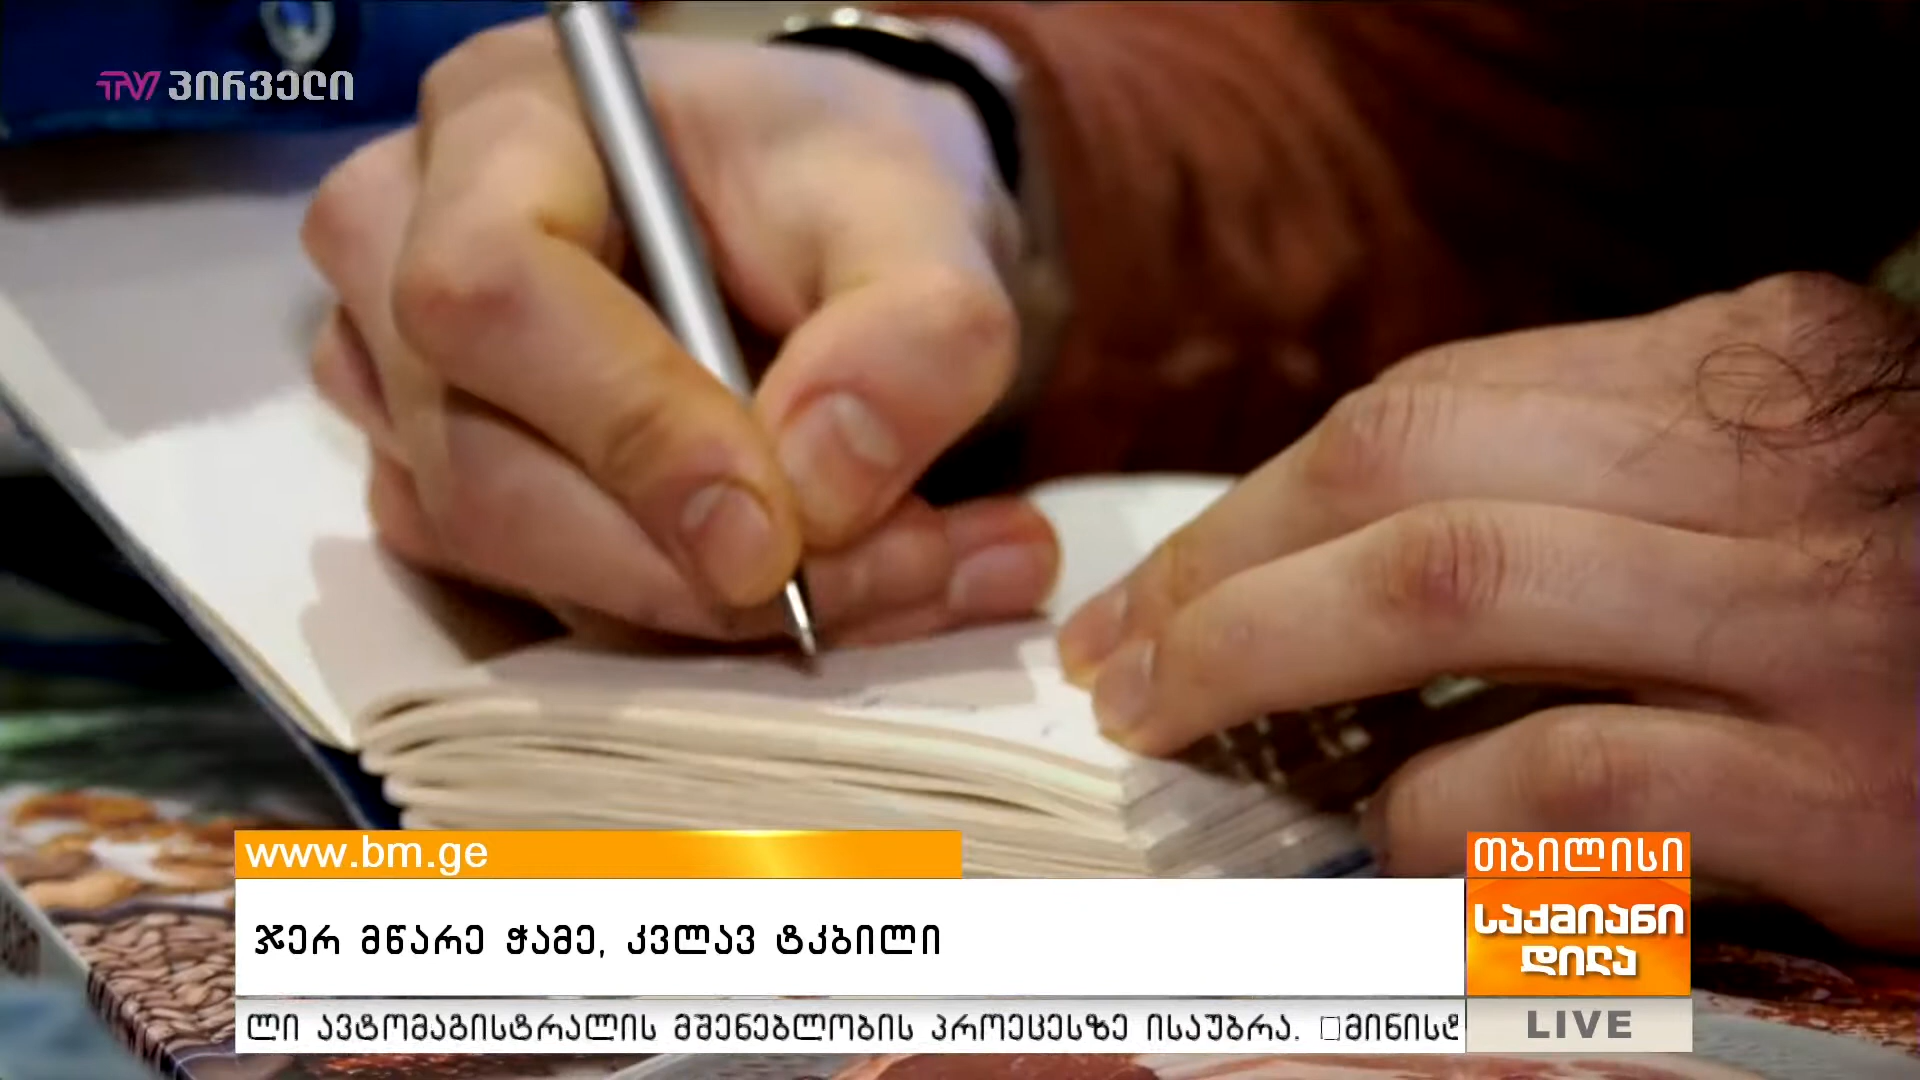 TV ᲞᲘᲠᲕᲔᲚᲘ
www.bm.ge
ჯერ მწარე ჭამე, კვლავ ტკბილი
ლი ავტომაგისტრალის მშენებლობის პროცესზე ისაუბრა. □მინისტ
თბილისი
საქმიანი
დილა
LIVE